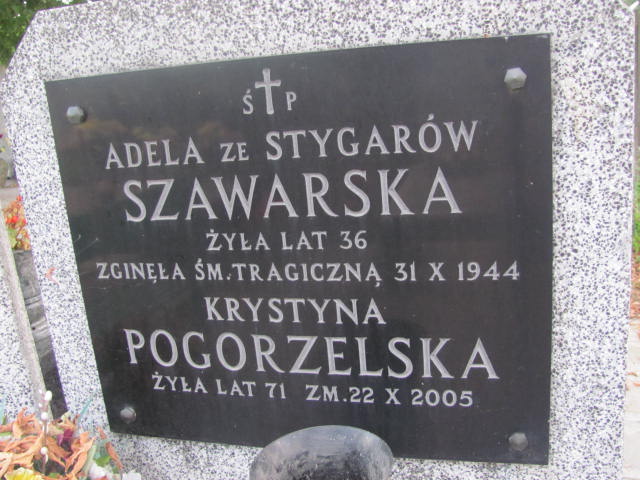 Ś P
ADELA ZE STYGARÓW
SZAWARSKA
ŻYŁA LAT 36
ZGINĘŁA ŚM. TRAGICZNĄ 31 X 1944
KRYSTYNA
POGORZELSKA
ŻYŁA LAT 71 ZM. 22 X 2005